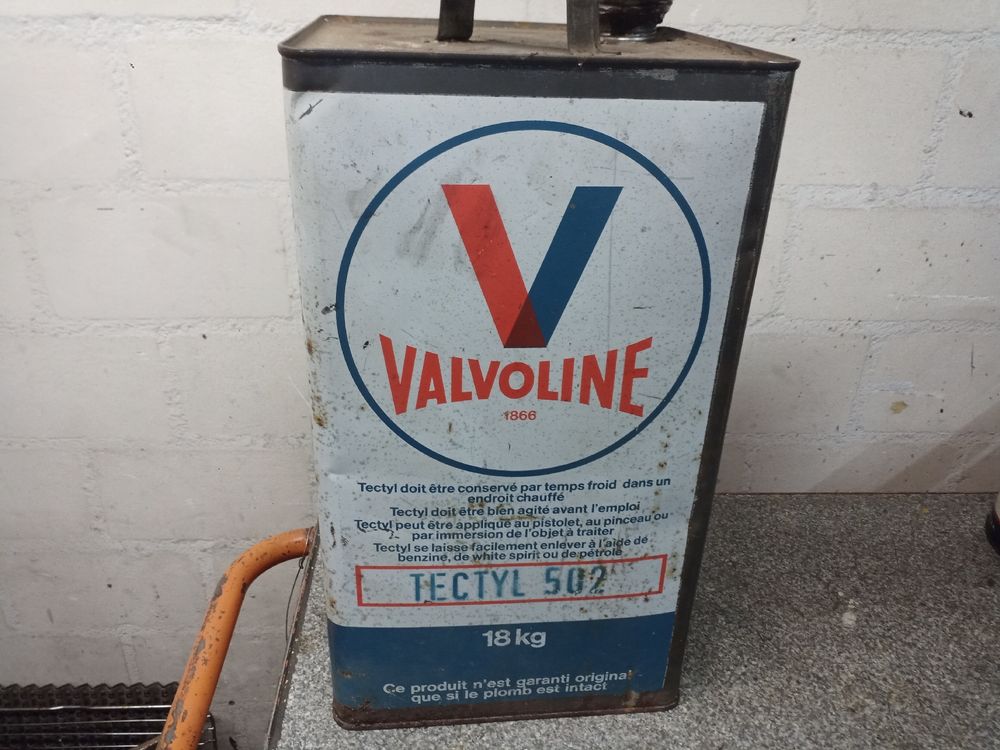 V
VALVOLINE
1866
Tectyl doit être conservé par temps froid dans un
endroit chauffé
Tectyl doit être bien agité avant l'emploi
Tectyl peut être appliqué au pistolet, au pinceau ou
par immersion de l'objet à traiter
Tectyl se laisse facilement enlever à l'aide de
benzine, de white spirit ou de pétrole
TECTYL 502
18 kg
Ce produit n'est garanti original
que si le plomb est intact